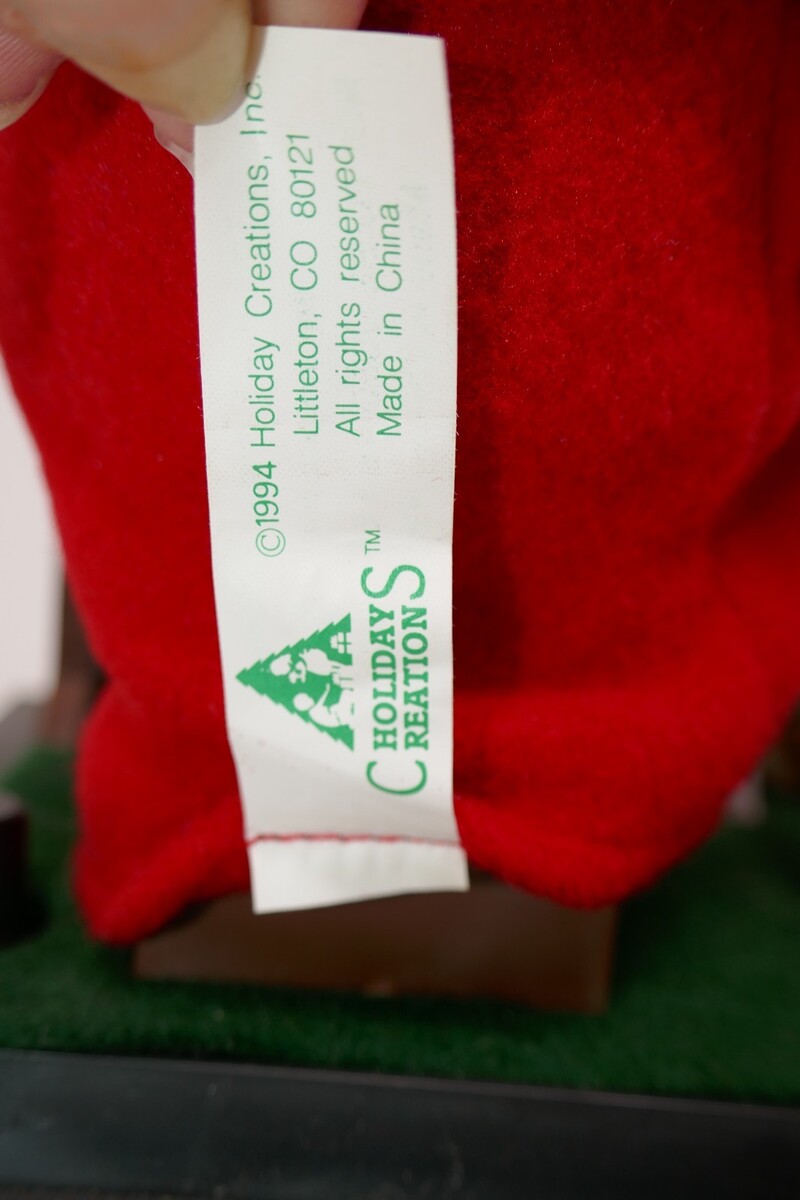 HOLIDAY
CREATIONS™
©1994 Holiday Creations, Inc.
Littleton, CO 80121
All rights reserved
Made in China